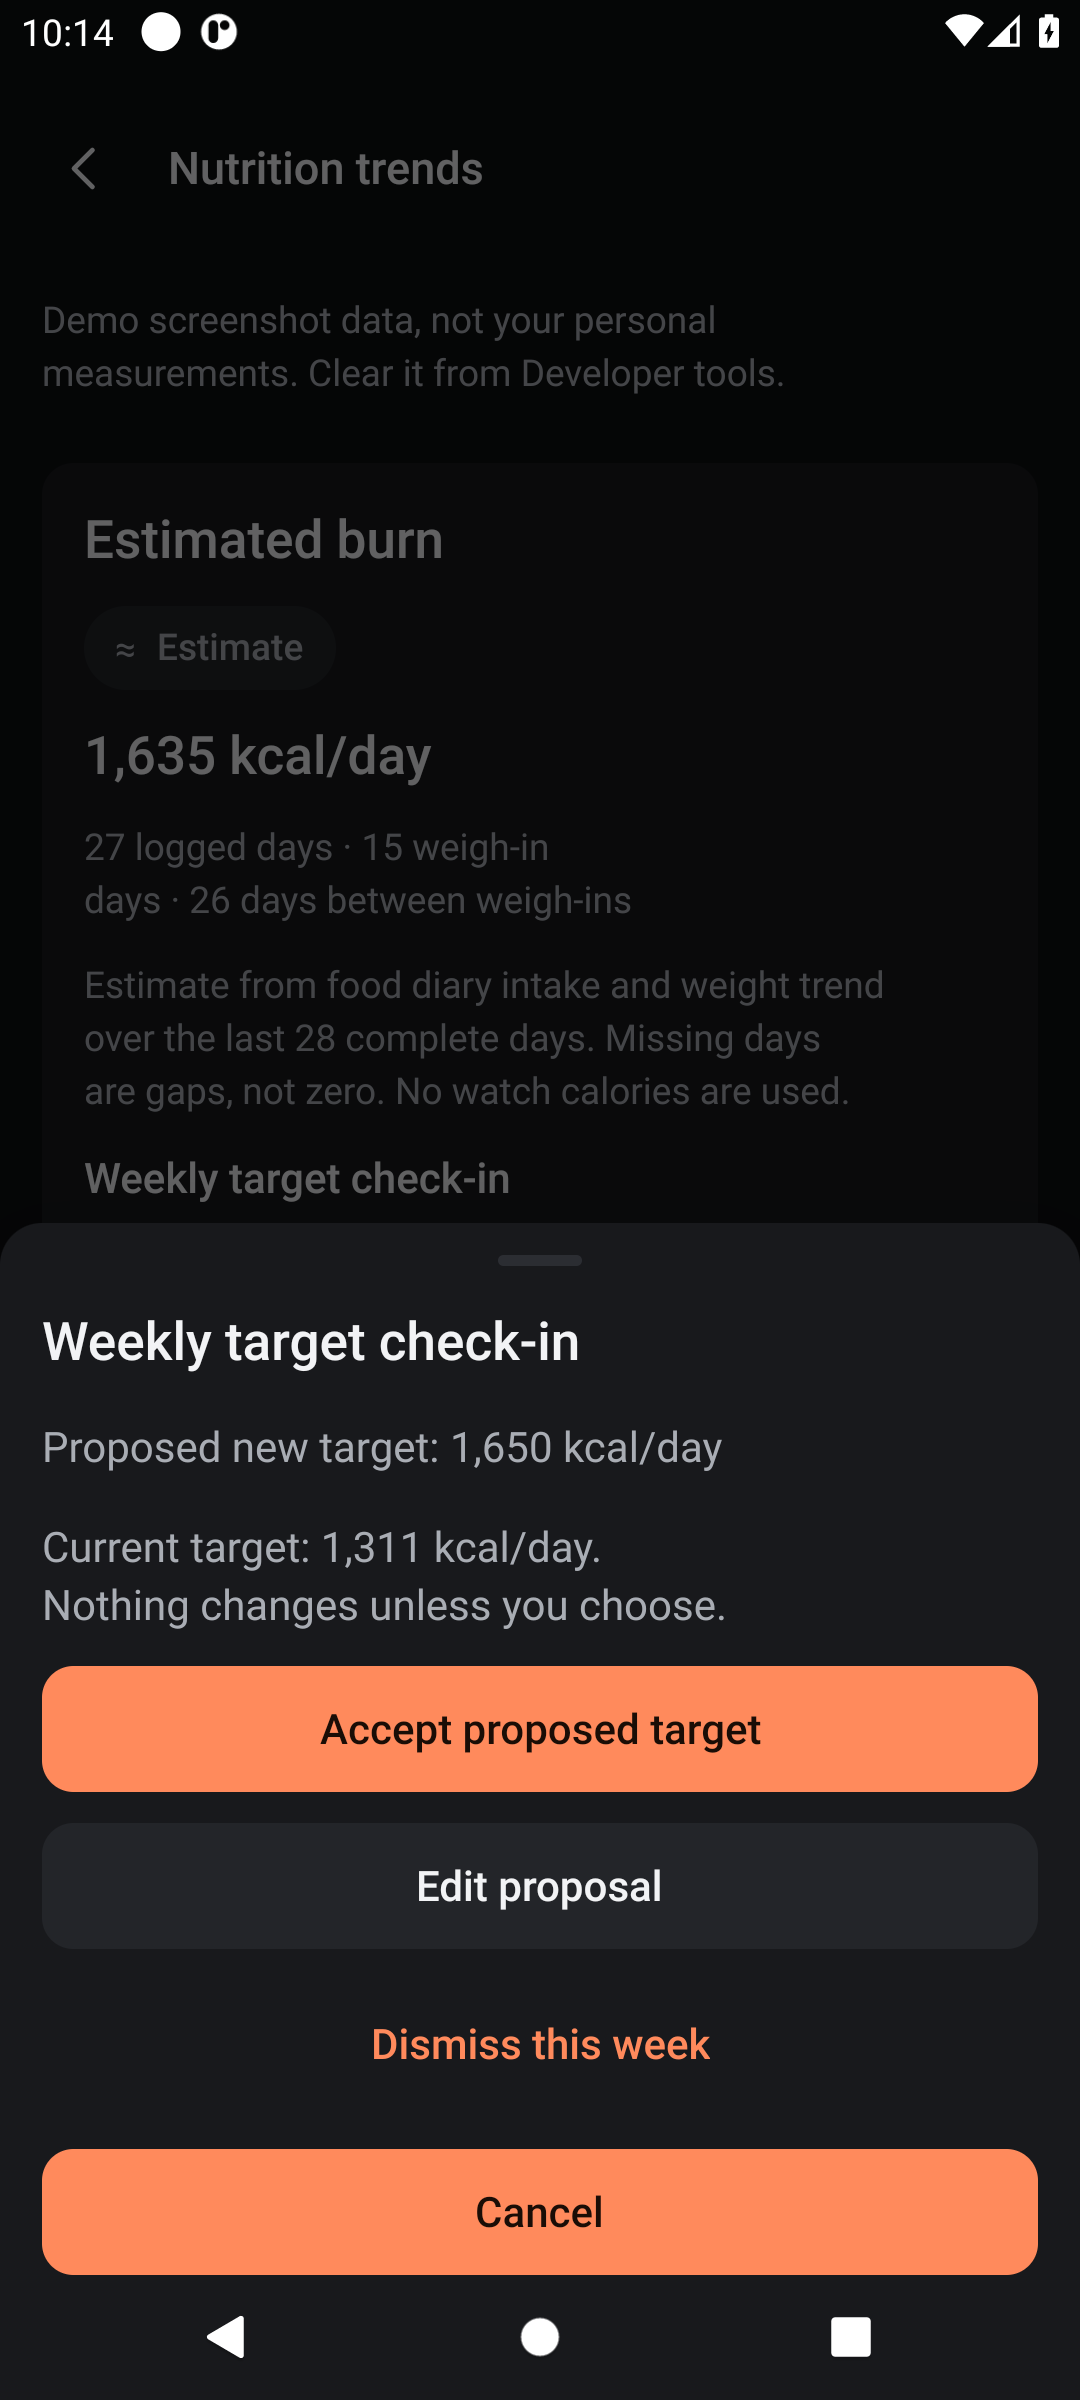 10:14
Nutrition trends
Demo screenshot data, not your personal
measurements. Clear it from Developer tools.
Estimated burn
≈ Estimate
1,635 kcal/day
27 logged days · 15 weigh-in
days · 26 days between weigh-ins
Estimate from food diary intake and weight trend
over the last 28 complete days. Missing days
are gaps, not zero. No watch calories are used.
Weekly target check-in
Weekly target check-in
Proposed new target: 1,650 kcal/day
Current target: 1,311 kcal/day.
Nothing changes unless you choose.
Accept proposed target
Edit proposal
Dismiss this week
Cancel